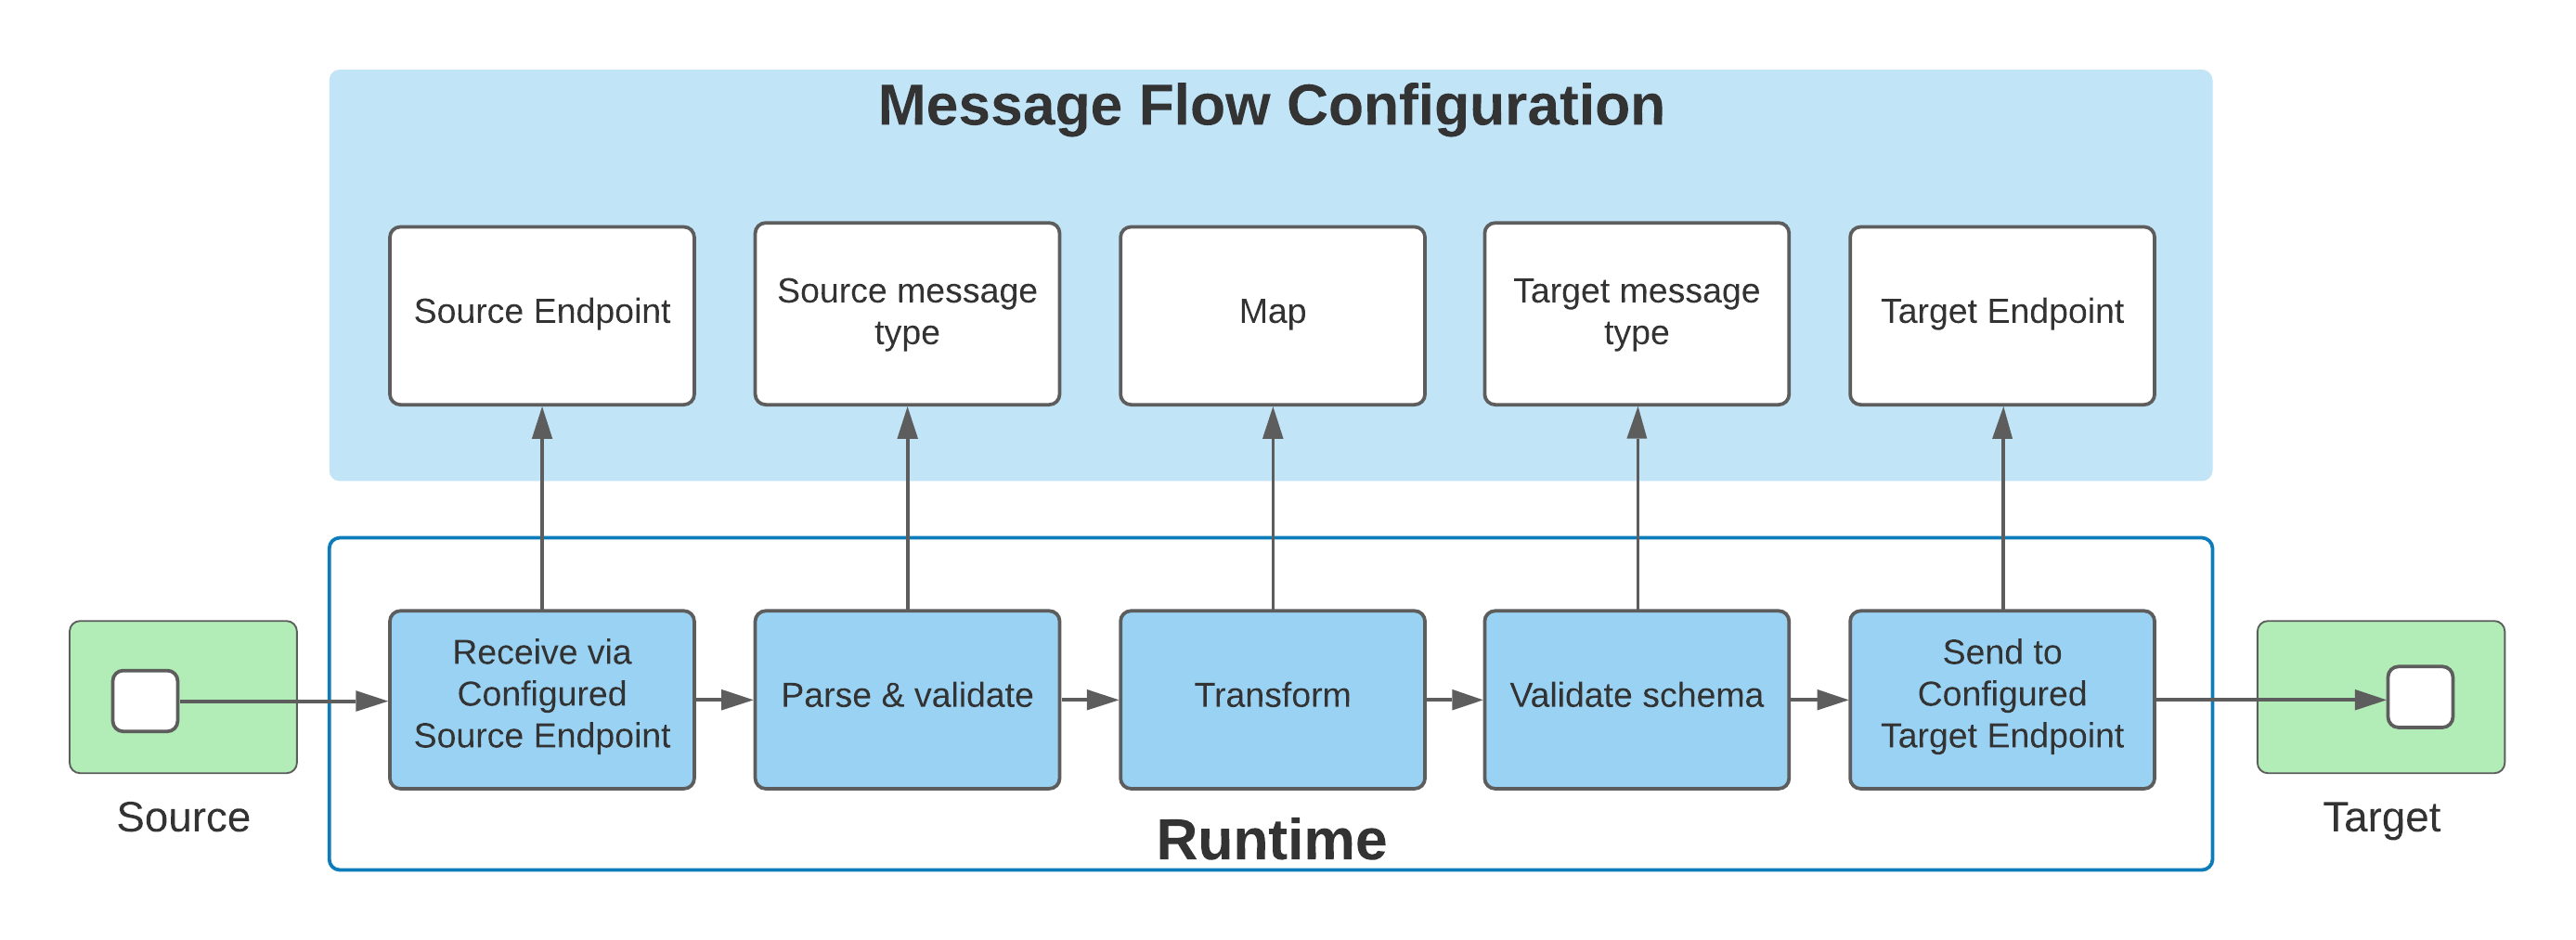 Message Flow Configuration
Source Endpoint
Source message
type
Map
Target message
type
Target Endpoint
Receive via
Configured
Source Endpoint
Parse & validate
Transform
Validate schema
Send to
Configured
Target Endpoint
Source
Runtime
Target